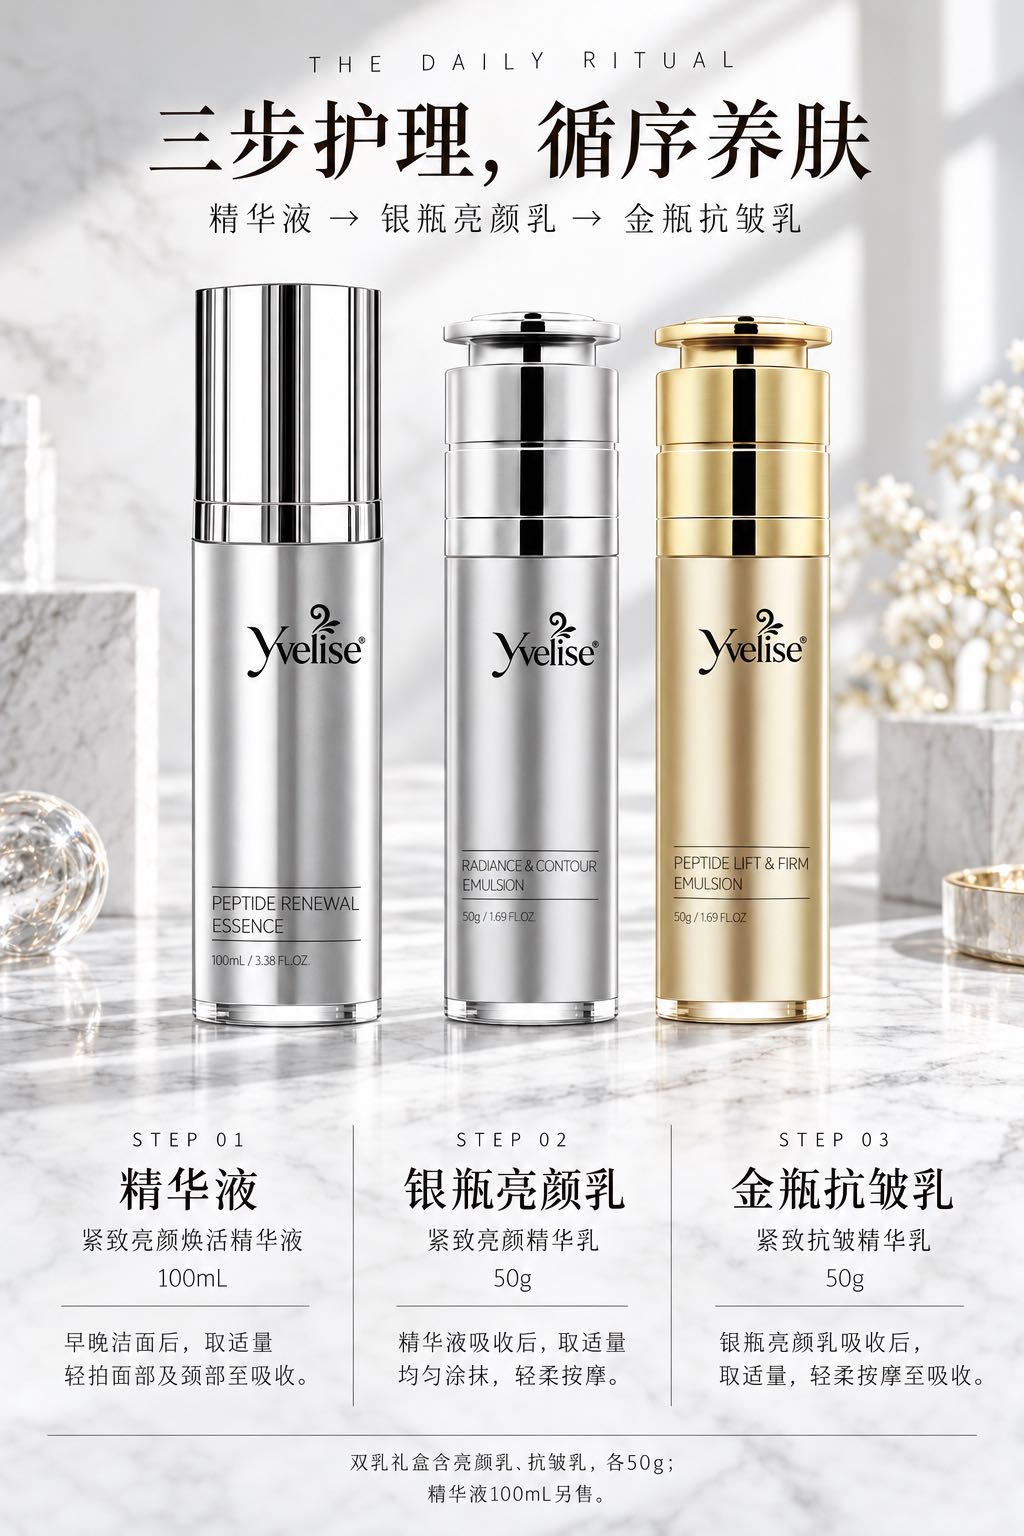 THE DAILY RITUAL
三步护理，循序养肤
精华液 → 银瓶亮颜乳 → 金瓶抗皱乳
yvelise®
PEPTIDE RENEWAL
ESSENCE
100mL / 3.38 FL.OZ.
yvelise®
RADIANCE & CONTOUR
EMULSION
50g / 1.69 FL.OZ.
yvelise®
PEPTIDE LIFT & FIRM
EMULSION
50g / 1.69 FL.OZ
STEP 01
精华液
紧致亮颜焕活精华液
100mL
早晚洁面后，取适量
轻拍面部及颈部至吸收。
STEP 02
银瓶亮颜乳
紧致亮颜精华乳
50g
精华液吸收后，取适量
均匀涂抹，轻柔按摩。
STEP 03
金瓶抗皱乳
紧致抗皱精华乳
50g
银瓶亮颜乳吸收后，
取适量，轻柔按摩至吸收。
双乳礼盒含亮颜乳、抗皱乳，各50g；
精华液100mL另售。